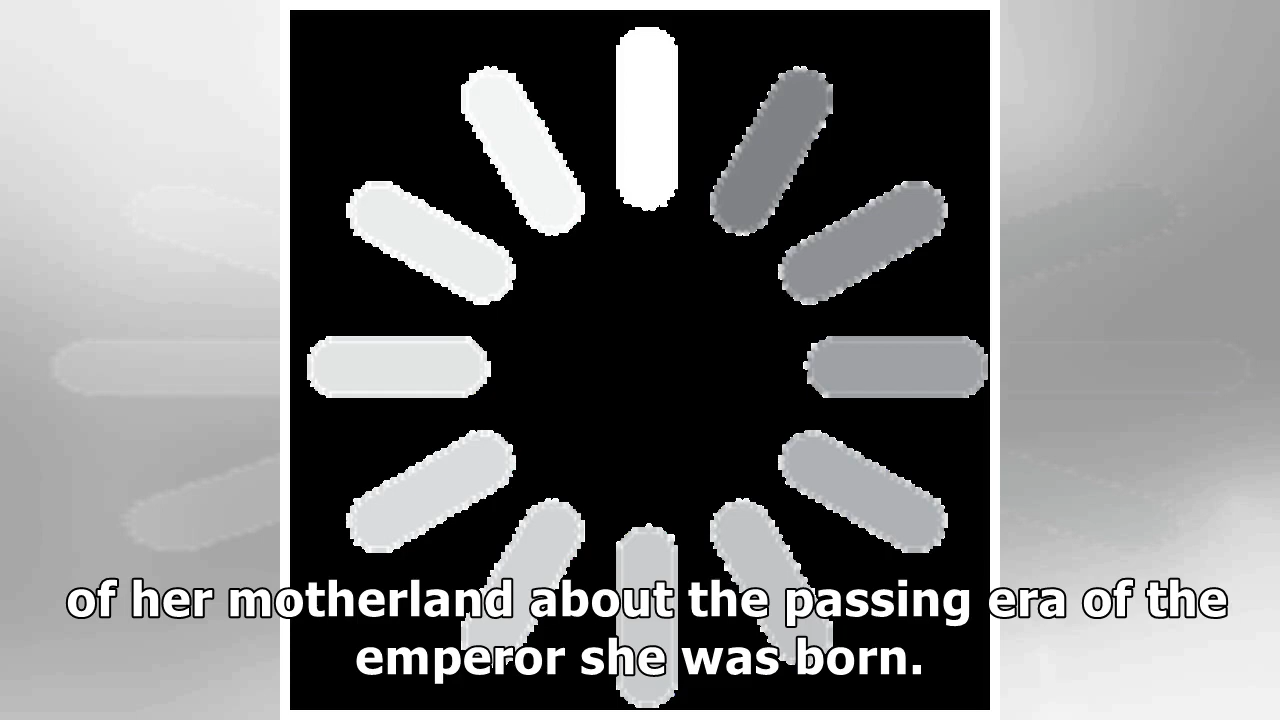 of her motherland about the passing era of the
emperor she was born.